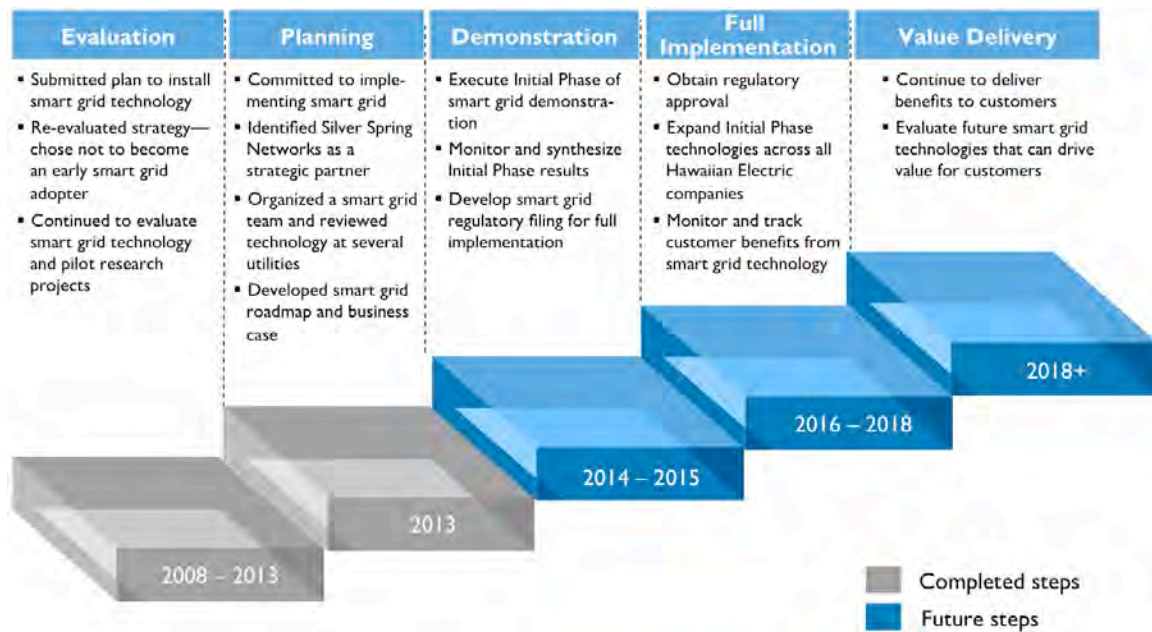 Evaluation
▪ Submitted plan to install
smart grid technology
▪ Re-evaluated strategy—
chose not to become
an early smart grid
adopter
▪ Continued to evaluate
smart grid technology
and pilot research
projects
Planning
▪ Committed to imple-
menting smart grid
▪ Identified Silver Spring
Networks as a
strategic partner
▪ Organized a smart grid
team and reviewed
technology at several
utilities
▪ Developed smart grid
roadmap and business
case
Demonstration
▪ Execute Initial Phase of
smart grid demonstra-
tion
▪ Monitor and synthesize
Initial Phase results
▪ Develop smart grid
regulatory filing for full
implementation
Full
Implementation
▪ Obtain regulatory
approval
▪ Expand Initial Phase
technologies across all
Hawaiian Electric
companies
▪ Monitor and track
customer benefits from
smart grid technology
Value Delivery
▪ Continue to deliver
benefits to customers
▪ Evaluate future smart grid
technologies that can drive
value for customers
2008 – 2013
2013
2014 – 2015
2016 – 2018
2018+
Completed steps
Future steps